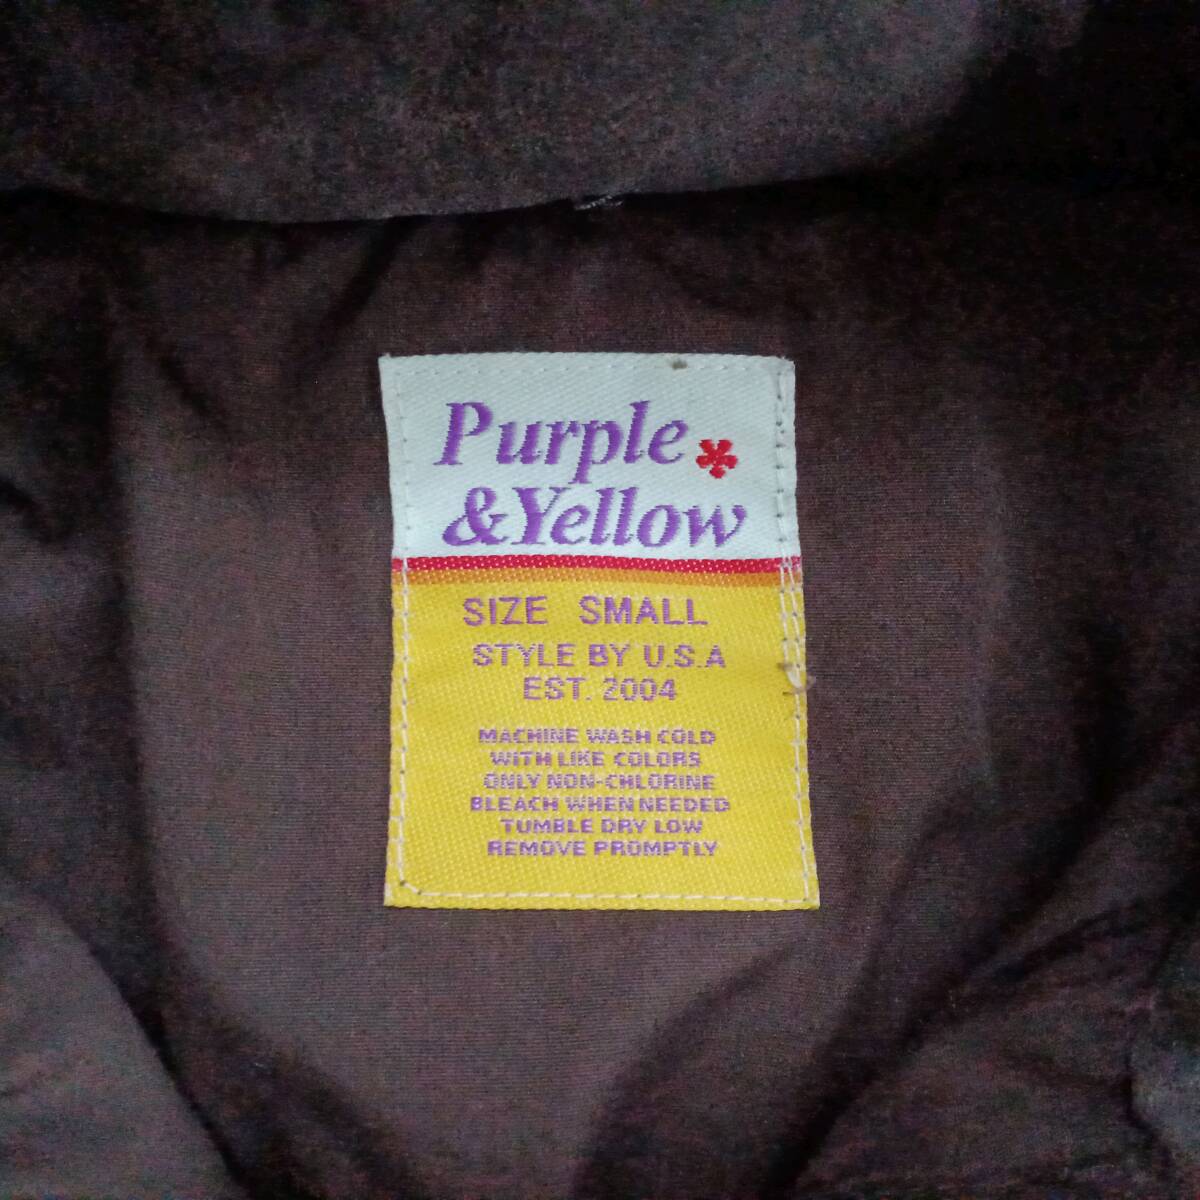 Purple
&Yellow
SIZE SMALL
STYLE BY U.S.A
EST. 2004
MACHINE WASH COLD
WITH LIKE COLORS
ONLY NON-CHLORINE
BLEACH WHEN NEEDED
TUMBLE DRY LOW
REMOVE PROMPTLY